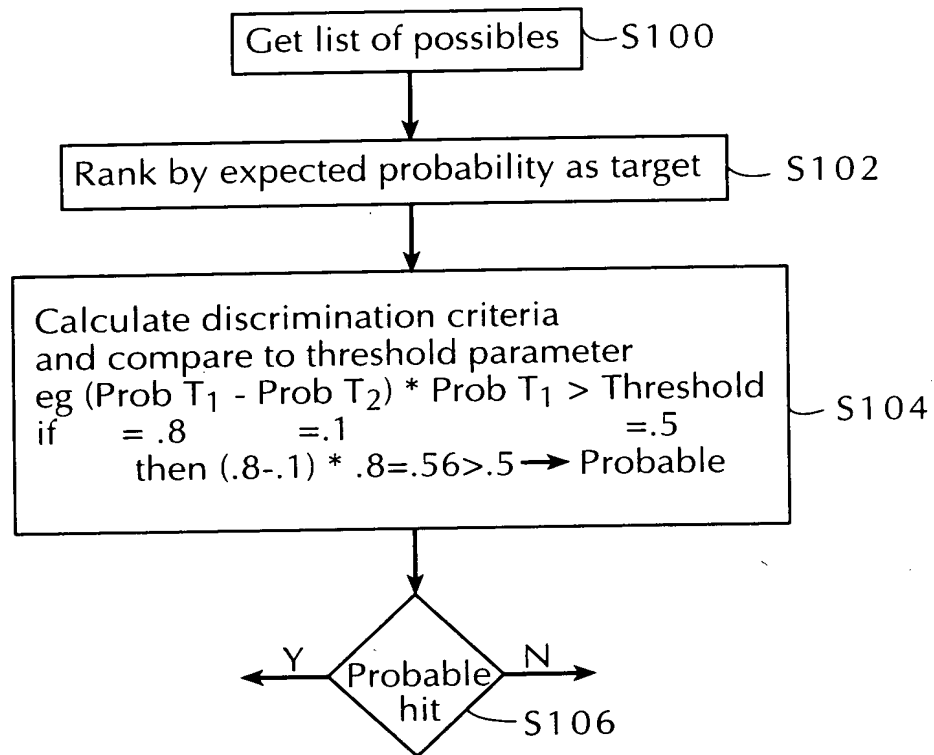 Get list of possibles S100
Rank by expected probability as target S102
Calculate discrimination criteria
and compare to threshold parameter
eg (Prob T₁ - Prob T₂) * Prob T₁ > Threshold
if = .8 =.1 =.5
then (.8-.1) * .8=.56>.5→ Probable
S104
Y
N
Probable
hit
S106